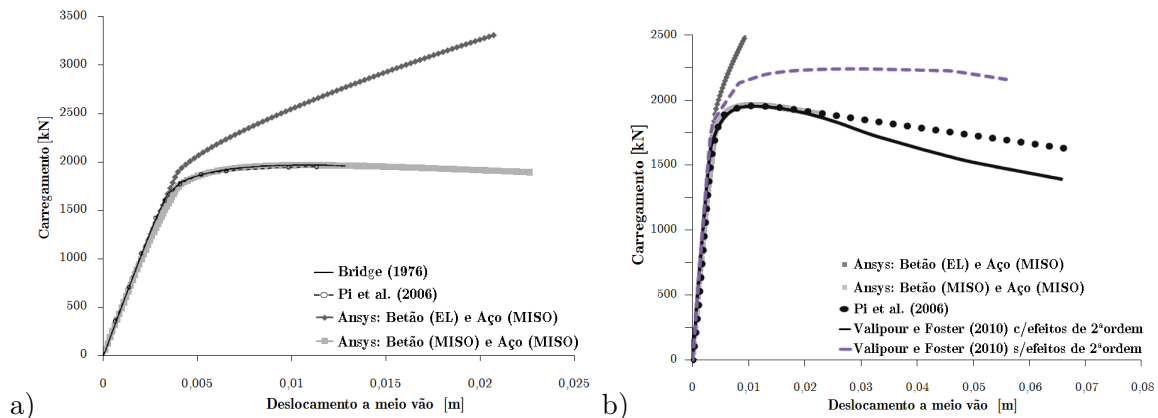 3500
3000
2500
2000
1500
1000
500
0
Carregamento [kN]
Bridge (1976)
Pi et al. (2006)
Ansys: Betão (EL) e Aço (MISO)
Ansys: Betão (MISO) e Aço (MISO)
0 0,005 0,01 0,015 0,02 0,025
Deslocamento a meio vão [m]
a)
2500
2000
1500
1000
500
0
Carregamento [kN]
Ansys: Betão (EL) e Aço (MISO)
Ansys: Betão (MISO) e Aço (MISO)
Pi et al. (2006)
Valipour e Foster (2010) c/efeitos de 2ªordem
Valipour e Foster (2010) s/efeitos de 2ªordem
0 0,01 0,02 0,03 0,04 0,05 0,06 0,07 0,08
Deslocamento a meio vão [m]
b)